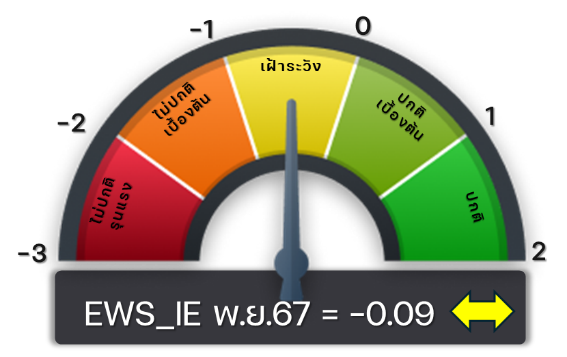 -1
0
เฝ้าระวัง
ไม่ปกติ
เบื้องต้น
ปกติ
เบื้องต้น
-2
1
ไม่ปกติ
รุนแรง
ปกติ
-3
2
EWS_IE พ.ย.67 = -0.09